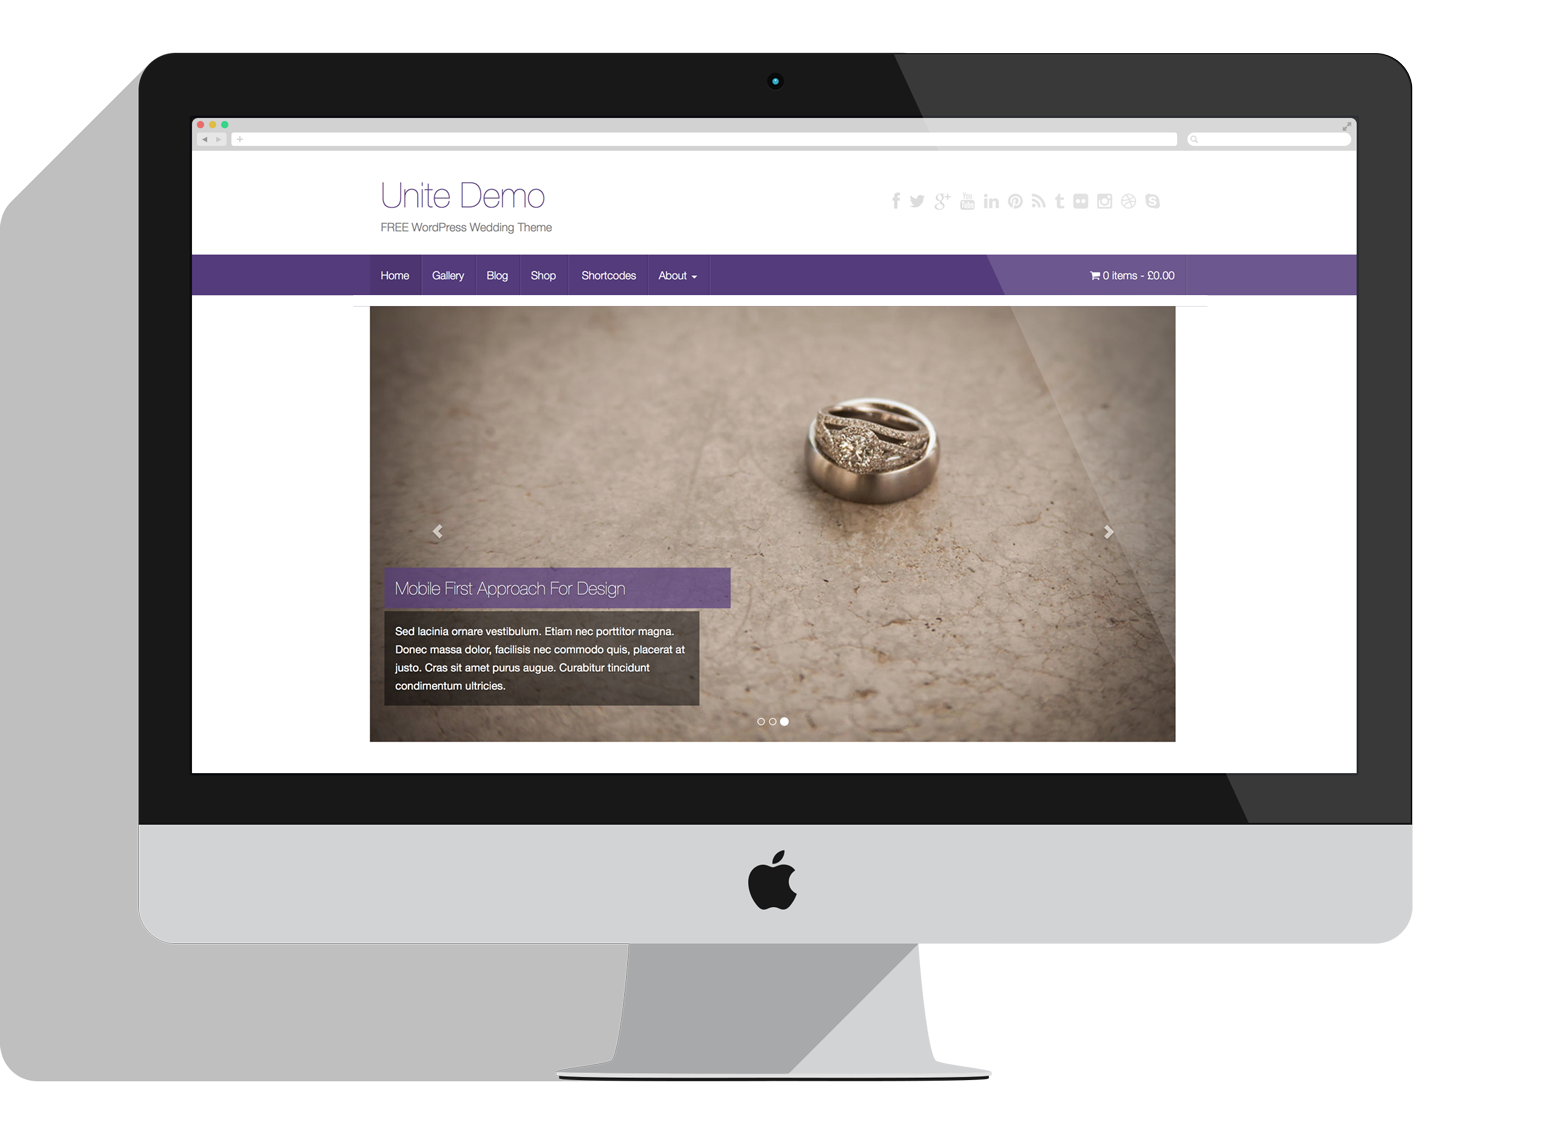 Unite Demo
FREE WordPress Wedding Theme
Home Gallery Blog Shop Shortcodes About 0 items - £0.00
Mobile First Approach For Design
Sed lacinia ornare vestibulum. Etiam nec porttitor magna.
Donec massa dolor, facilisis nec commodo quis, placerat at
justo. Cras sit amet purus augue. Curabitur tincidunt
condimentum ultricies.